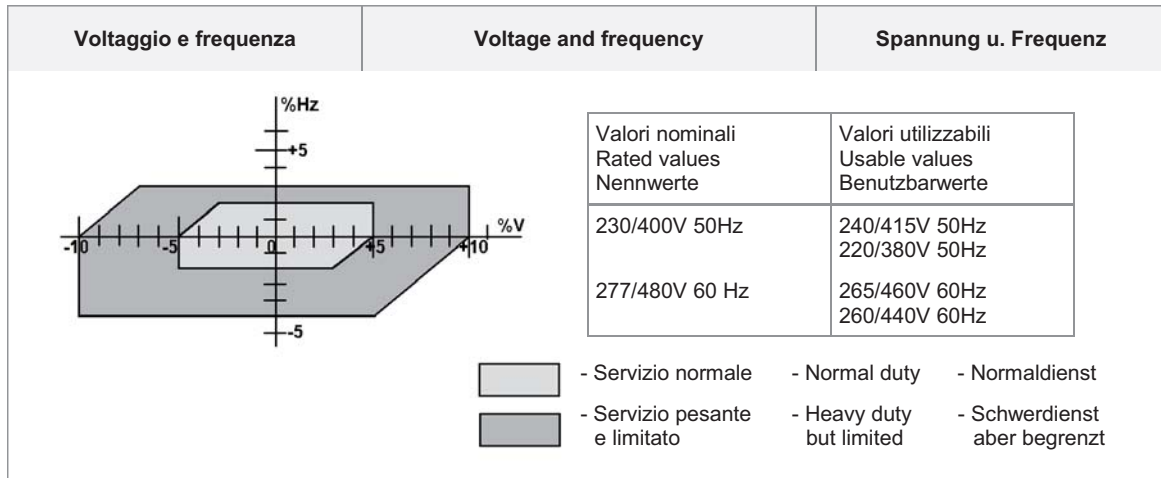 Voltaggio e frequenza
Voltage and frequency
Spannung u. Frequenz
%Hz
+5
%V
-10
-5
0
+5
+10
-5
Valori nominali
Rated values
Nennwerte
Valori utilizzabili
Usable values
Benutzbarwerte
230/400V 50Hz
240/415V 50Hz
220/380V 50Hz
277/480V 60 Hz
265/460V 60Hz
260/440V 60Hz
- Servizio normale
- Normal duty
- Normaldienst
- Servizio pesante
e limitato
- Heavy duty
but limited
- Schwerdienst
aber begrenzt